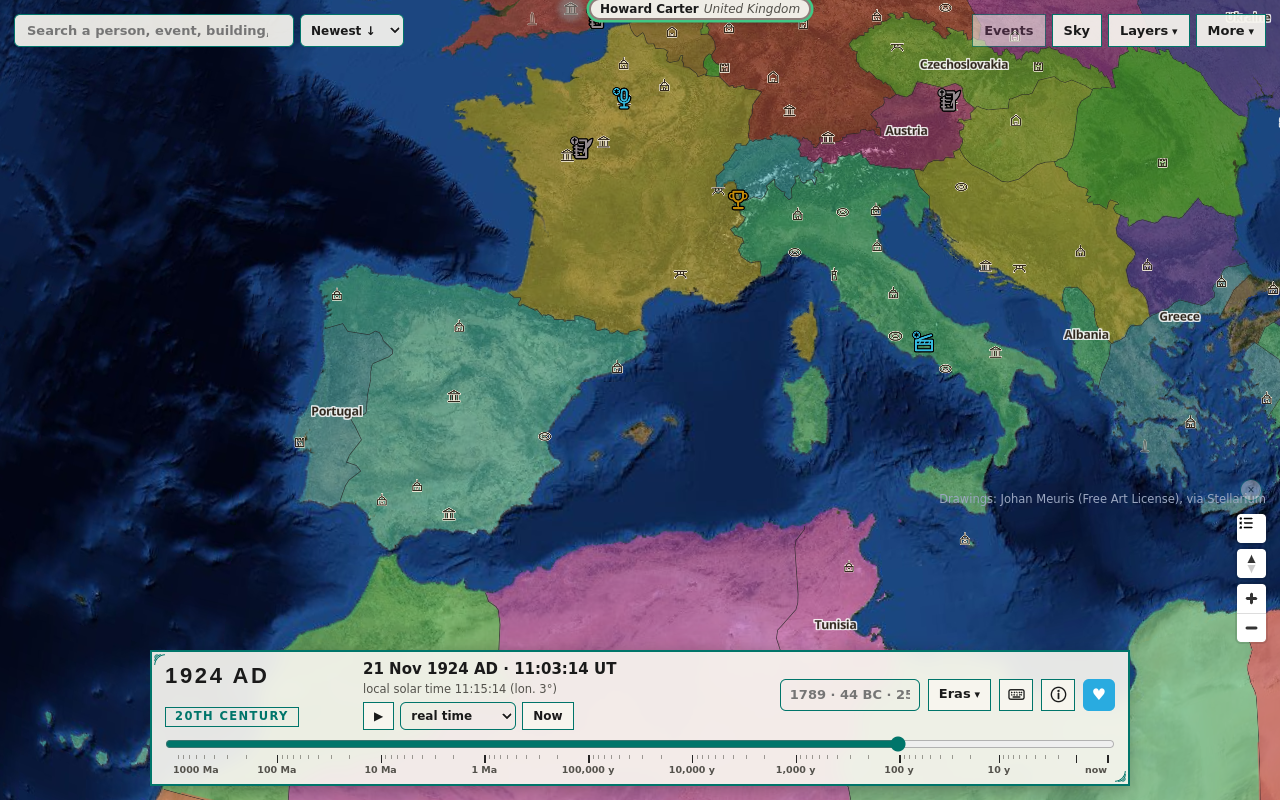 Howard Carter United Kingdom
Search a person, event, building,
Newest ↓
Events
Sky
Layers ▾
More ▾
Czechoslovakia
Austria
Greece
Albania
Portugal
Tunisia
Drawings: Johan Meuris (Free Art License), via Stellarium
1924 AD
20TH CENTURY
21 Nov 1924 AD · 11:03:14 UT
local solar time 11:15:14 (lon. 3°)
▶
real time
Now
1789 · 44 BC · 25
Eras ▾
1000 Ma
100 Ma
10 Ma
1 Ma
100,000 y
10,000 y
1,000 y
100 y
10 y
now